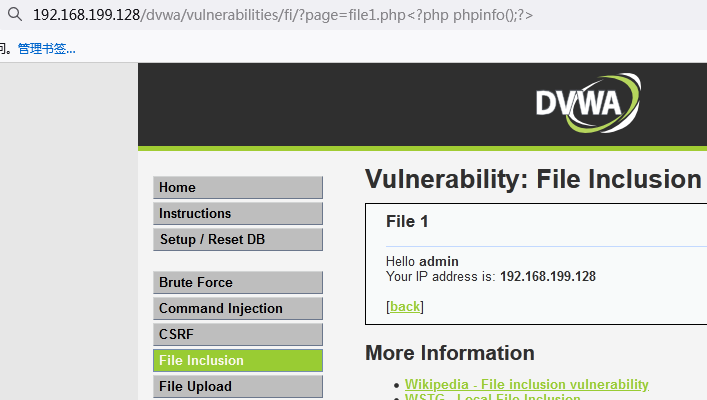 192.168.199.128/dvwa/vulnerabilities/fi/?page=file1.php<?php phpinfo();?>
问。管理书签...
DVWA
Home
Instructions
Setup / Reset DB
Brute Force
Command Injection
CSRF
File Inclusion
File Upload
Vulnerability: File Inclusion
File 1
Hello admin
Your IP address is: 192.168.199.128
[back]
More Information
Wikipedia - File inclusion vulnerability
WSTG - Local File Inclusion